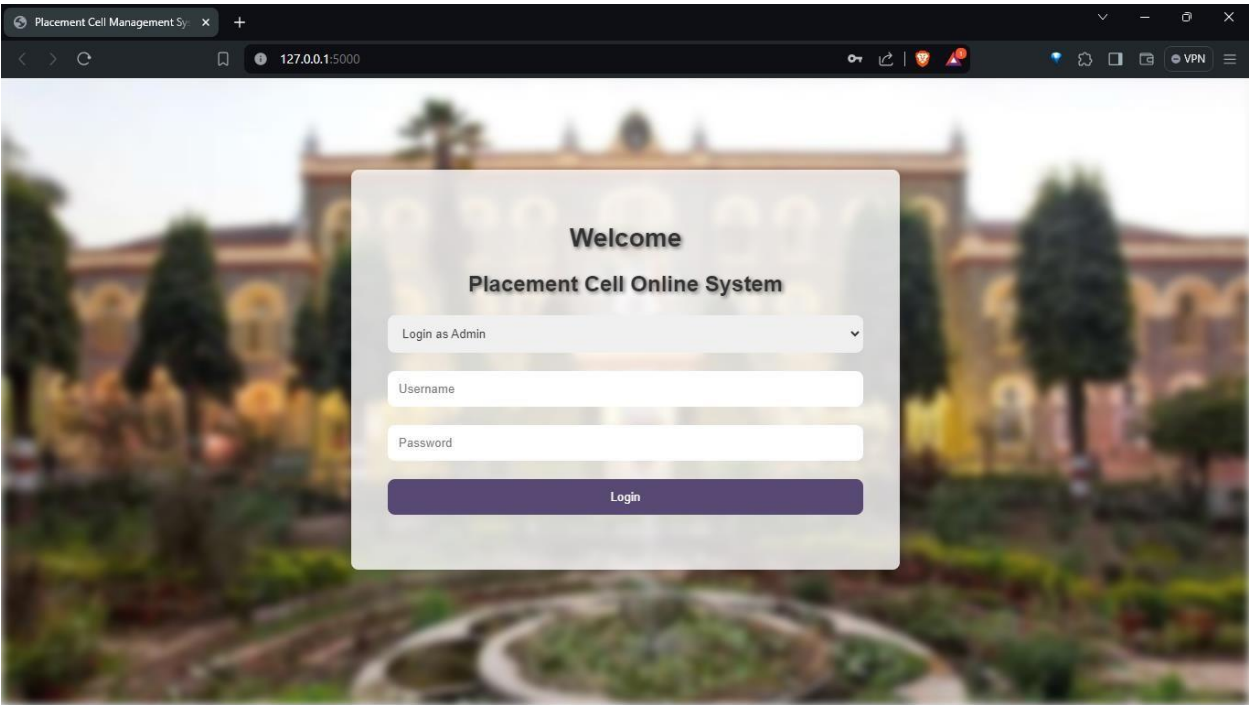 Placement Cell Management Sy
127.0.0.1:5000
VPN
Welcome
Placement Cell Online System
Login as Admin
Username
Password
Login